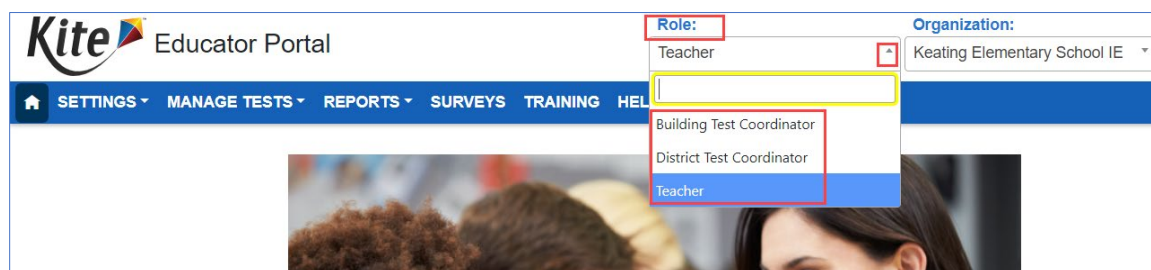 Kite Educator Portal
Role:
Organization:
Teacher
Keating Elementary School IE
SETTINGS MANAGE TESTS REPORTS SURVEYS TRAINING HEL
Building Test Coordinator
District Test Coordinator
Teacher